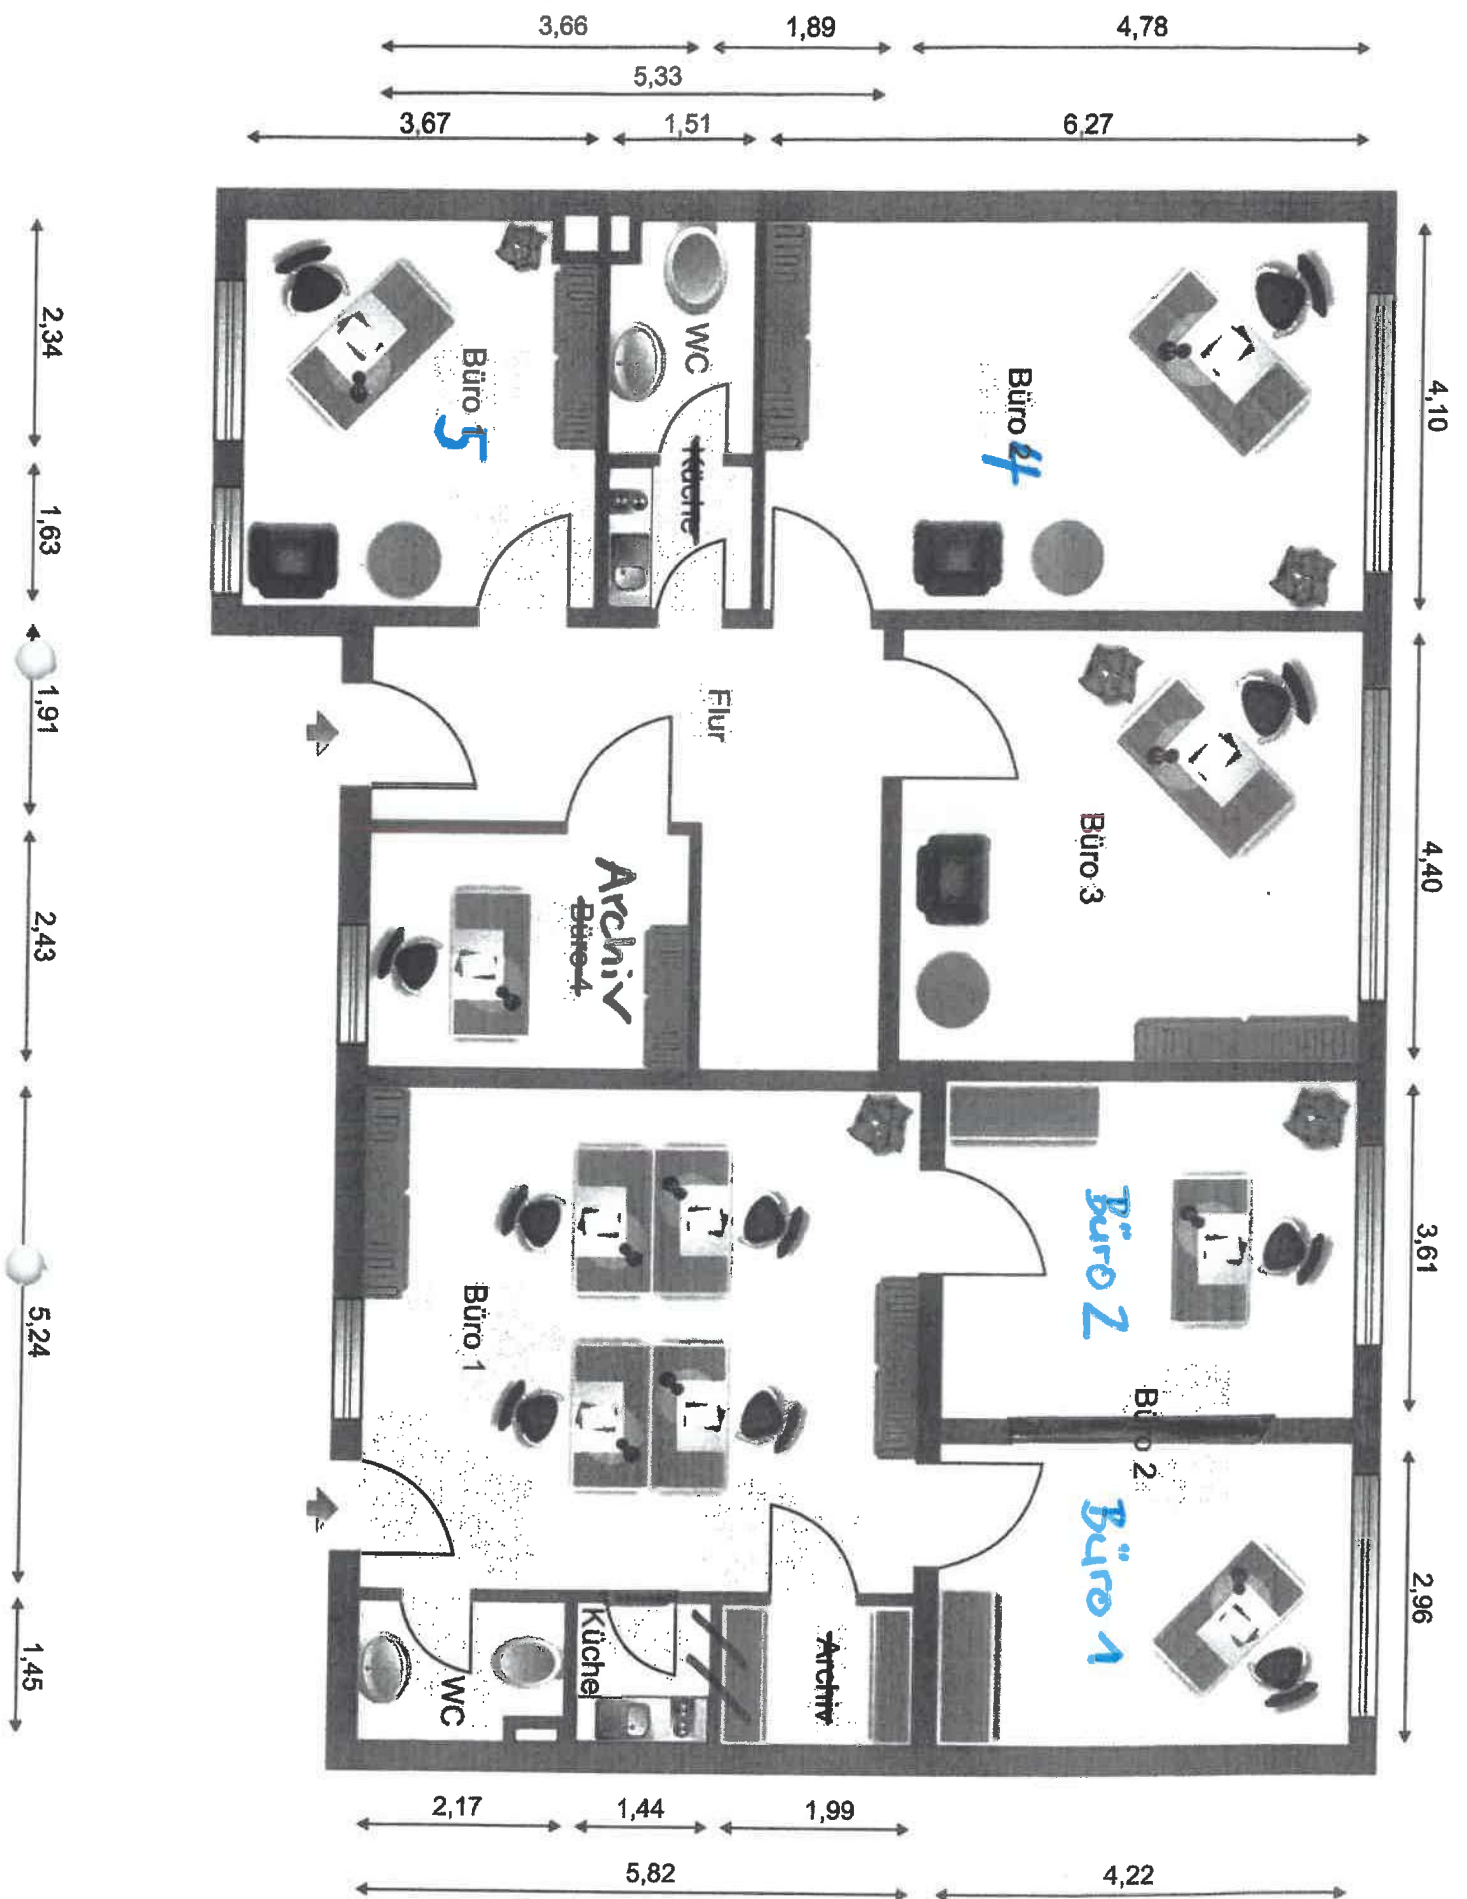 3,66
1,89
4,78
5,33
3,67
1,51
6,27
2,34
1,63
1,91
2,43
5,24
1,45
4,10
4,40
3,61
2,96
Büro 1
5
WC
Küche
Büro 2
4
Flur
Büro 3
Archiv
Büro 4
Büro 2
Büro 2
Büro 1
Büro 1
WC
Küche
Archiv
2,17
1,44
1,99
5,82
4,22